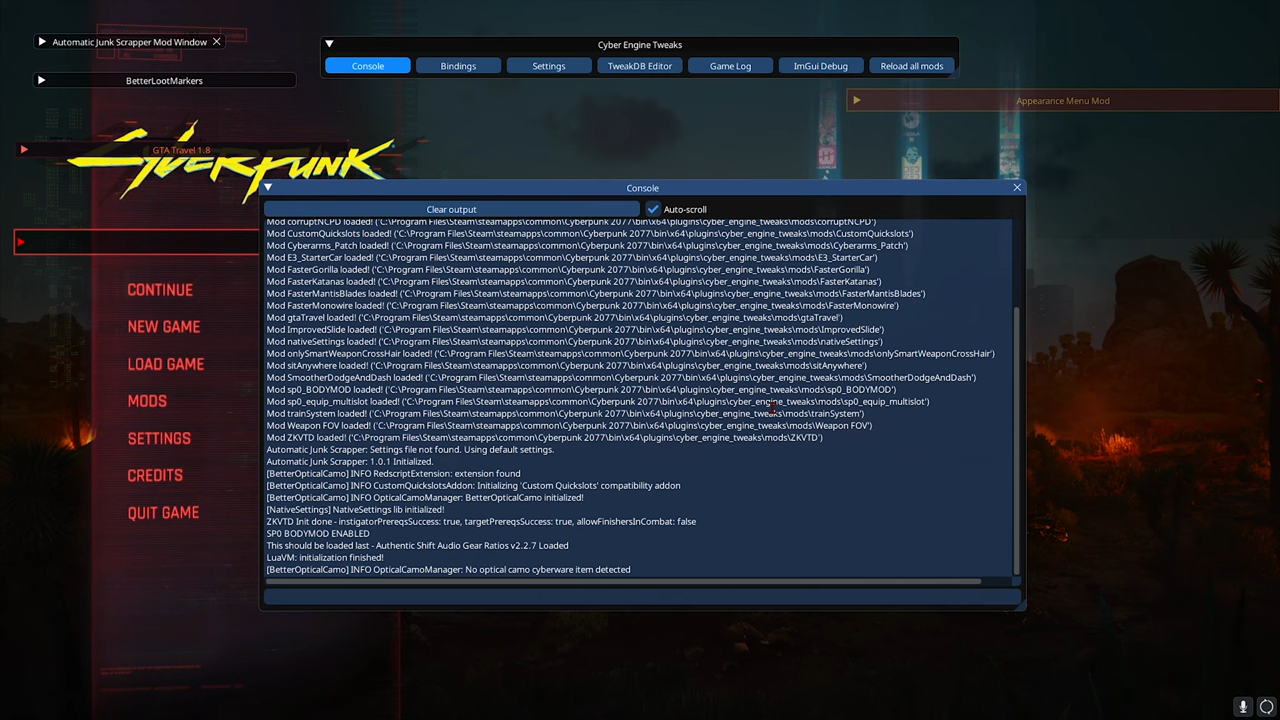 Automatic Junk Scrapper Mod Window
Cyber Engine Tweaks
Console Bindings Settings TweakDB Editor Game Log ImGui Debug Reload all mods
BetterLootMarkers
Appearance Menu Mod
CYBERPUNK
GTA Travel 1.8
Console
Clear output Auto-scroll
Mod corruptNCPD loaded! ('C:\Program Files\Steam\steamapps\common\Cyberpunk 2077\bin\x64\plugins\cyber_engine_tweaks\mods\corruptNCPD')
Mod CustomQuickslots loaded! ('C:\Program Files\Steam\steamapps\common\Cyberpunk 2077\bin\x64\plugins\cyber_engine_tweaks\mods\CustomQuickslots')
Mod Cyberarms_Patch loaded! ('C:\Program Files\Steam\steamapps\common\Cyberpunk 2077\bin\x64\plugins\cyber_engine_tweaks\mods\Cyberarms_Patch')
Mod E3_StarterCar loaded! ('C:\Program Files\Steam\steamapps\common\Cyberpunk 2077\bin\x64\plugins\cyber_engine_tweaks\mods\E3_StarterCar')
Mod FasterGorilla loaded! ('C:\Program Files\Steam\steamapps\common\Cyberpunk 2077\bin\x64\plugins\cyber_engine_tweaks\mods\FasterGorilla')
Mod FasterKatanas loaded! ('C:\Program Files\Steam\steamapps\common\Cyberpunk 2077\bin\x64\plugins\cyber_engine_tweaks\mods\FasterKatanas')
Mod FasterMantisBlades loaded! ('C:\Program Files\Steam\steamapps\common\Cyberpunk 2077\bin\x64\plugins\cyber_engine_tweaks\mods\FasterMantisBlades')
Mod FasterMonowire loaded! ('C:\Program Files\Steam\steamapps\common\Cyberpunk 2077\bin\x64\plugins\cyber_engine_tweaks\mods\FasterMonowire')
Mod gtaTravel loaded! ('C:\Program Files\Steam\steamapps\common\Cyberpunk 2077\bin\x64\plugins\cyber_engine_tweaks\mods\gtaTravel')
Mod ImprovedSlide loaded! ('C:\Program Files\Steam\steamapps\common\Cyberpunk 2077\bin\x64\plugins\cyber_engine_tweaks\mods\ImprovedSlide')
Mod nativeSettings loaded! ('C:\Program Files\Steam\steamapps\common\Cyberpunk 2077\bin\x64\plugins\cyber_engine_tweaks\mods\nativeSettings')
Mod onlySmartWeaponCrossHair loaded! ('C:\Program Files\Steam\steamapps\common\Cyberpunk 2077\bin\x64\plugins\cyber_engine_tweaks\mods\onlySmartWeaponCrossHair')
Mod sitAnywhere loaded! ('C:\Program Files\Steam\steamapps\common\Cyberpunk 2077\bin\x64\plugins\cyber_engine_tweaks\mods\sitAnywhere')
Mod SmootherDodgeAndDash loaded! ('C:\Program Files\Steam\steamapps\common\Cyberpunk 2077\bin\x64\plugins\cyber_engine_tweaks\mods\SmootherDodgeAndDash')
Mod sp0_BODYMOD loaded! ('C:\Program Files\Steam\steamapps\common\Cyberpunk 2077\bin\x64\plugins\cyber_engine_tweaks\mods\sp0_BODYMOD')
Mod sp0_equip_multislot loaded! ('C:\Program Files\Steam\steamapps\common\Cyberpunk 2077\bin\x64\plugins\cyber_engine_tweaks\mods\sp0_equip_multislot')
Mod trainSystem loaded! ('C:\Program Files\Steam\steamapps\common\Cyberpunk 2077\bin\x64\plugins\cyber_engine_tweaks\mods\trainSystem')
Mod Weapon FOV loaded! ('C:\Program Files\Steam\steamapps\common\Cyberpunk 2077\bin\x64\plugins\cyber_engine_tweaks\mods\Weapon FOV')
Mod ZKVTD loaded! ('C:\Program Files\Steam\steamapps\common\Cyberpunk 2077\bin\x64\plugins\cyber_engine_tweaks\mods\ZKVTD')
Automatic Junk Scrapper: Settings file not found. Using default settings.
Automatic Junk Scrapper: 1.0.1 Initialized.
[BetterOpticalCamo] INFO RedscriptExtension: extension found
[BetterOpticalCamo] INFO CustomQuickslotsAddon: Initializing 'Custom Quickslots' compatibility addon
[BetterOpticalCamo] INFO OpticalCamoManager: BetterOpticalCamo initialized!
[NativeSettings] NativeSettings lib initialized!
ZKVTD Init done - instigatorPrereqsSuccess: true, targetPrereqsSuccess: true, allowFinishersInCombat: false
SP0 BODYMOD ENABLED
This should be loaded last - Authentic Shift Audio Gear Ratios v2.2.7 Loaded
LuaVM: initialization finished!
[BetterOpticalCamo] INFO OpticalCamoManager: No optical camo cyberware item detected
CONTINUE
NEW GAME
LOAD GAME
MODS
SETTINGS
CREDITS
QUIT GAME